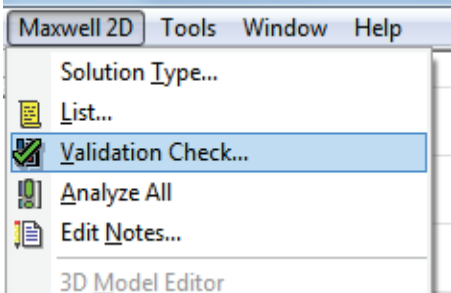 Maxwell 2D Tools Window Help
Solution Type...
List...
Validation Check...
Analyze All
Edit Notes...
3D Model Editor